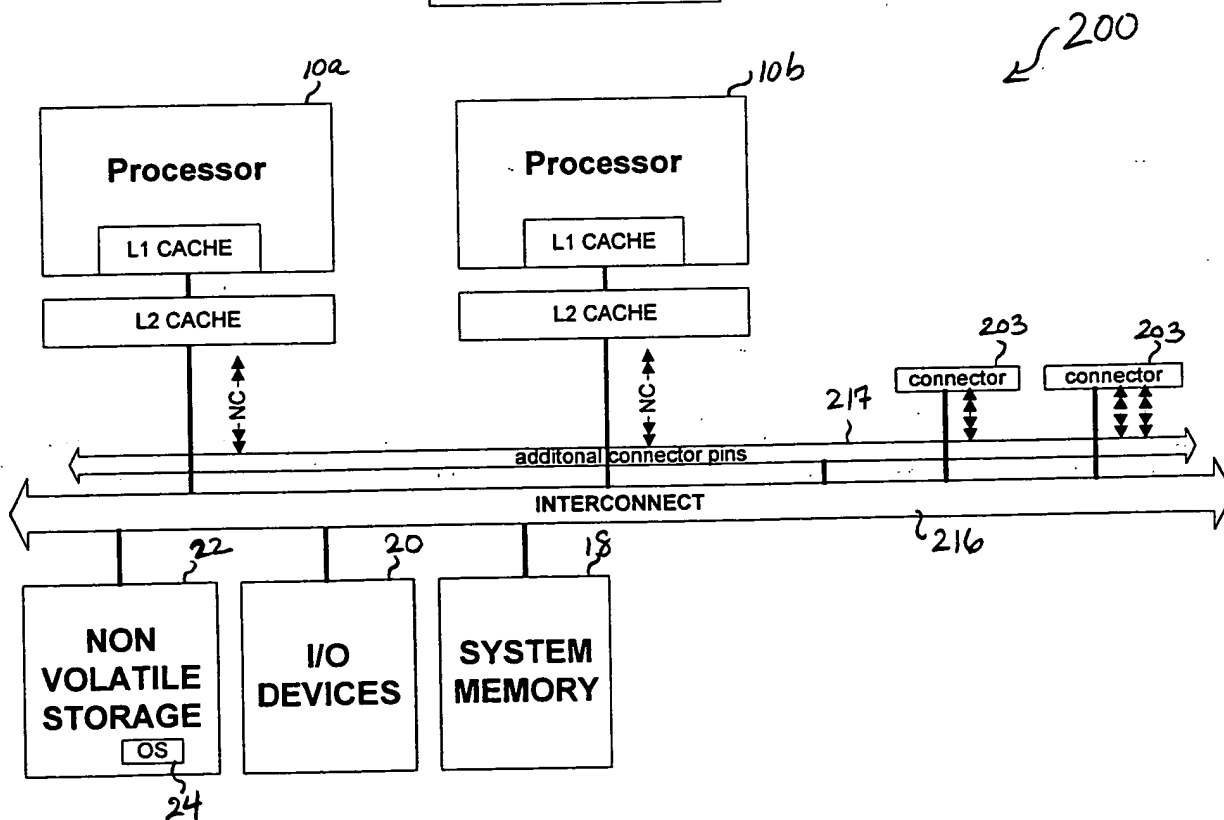 200
10a
10b
Processor
Processor
L1 CACHE
L1 CACHE
L2 CACHE
L2 CACHE
203
203
connector
connector
NC
NC
217
additonal connector pins
INTERCONNECT
216
22
20
18
NON
VOLATILE
STORAGE
OS
I/O
DEVICES
SYSTEM
MEMORY
24